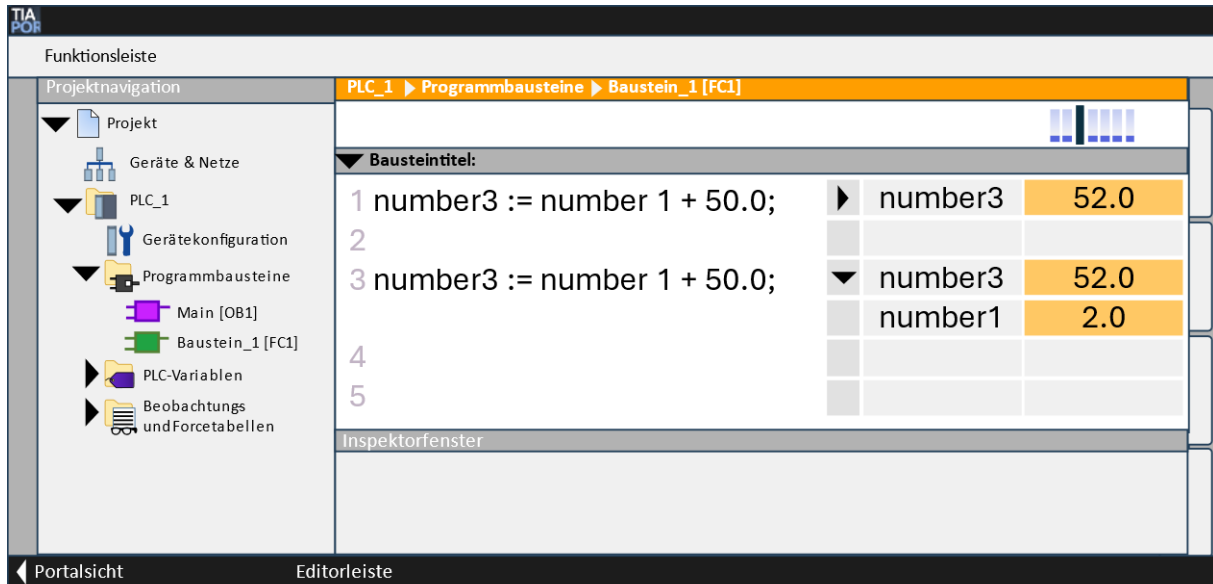 TIA
POR
Funktionsleiste
Projektnavigation
PLC_1 Programmbausteine Baustein_1 [FC1]
Projekt
Geräte & Netze
PLC_1
Gerätekonfiguration
Programmbausteine
Main [OB1]
Baustein_1 [FC1]
PLC-Variablen
Beobachtungs
und Forcetabellen
Bausteintitel:
1 number3 := number 1 + 50.0; number3 52.0
2
3 number3 := number 1 + 50.0; number3 52.0
number1 2.0
4
5
Inspektorfenster
Portalsicht Editorleiste